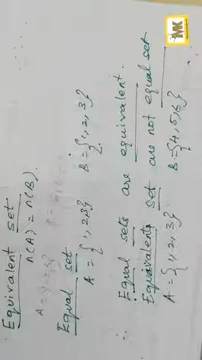 Equivalent set
n(A) = n(B).
Equal set
A = {1, 2, 3} B = {1, 2, 3}
∴ Equal sets are equivalent.
Equivalent set are not equal set
A = {1, 2, 3} B = {4, 5, 6}
MK